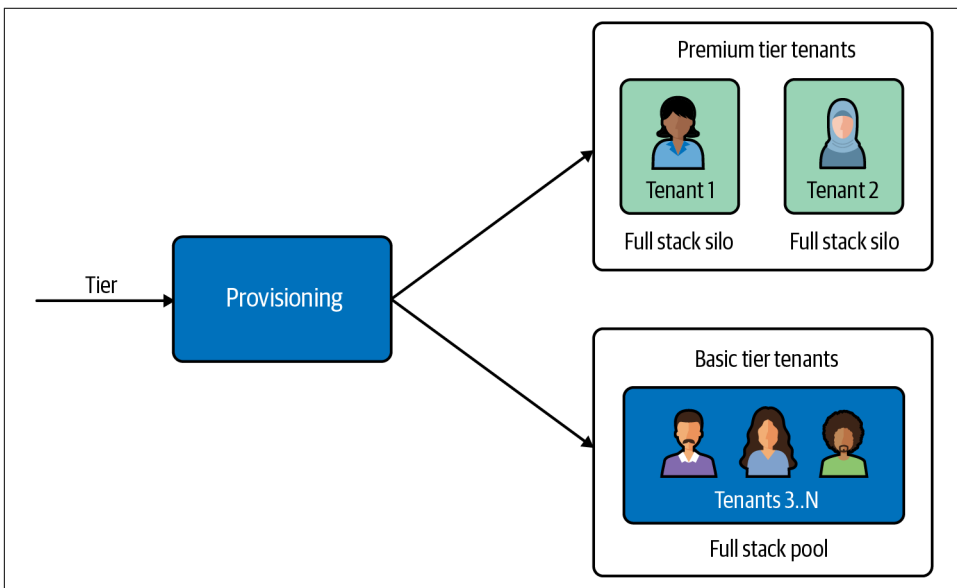 Tier
Provisioning
Premium tier tenants
Tenant 1
Tenant 2
Full stack silo
Full stack silo
Basic tier tenants
Tenants 3..N
Full stack pool